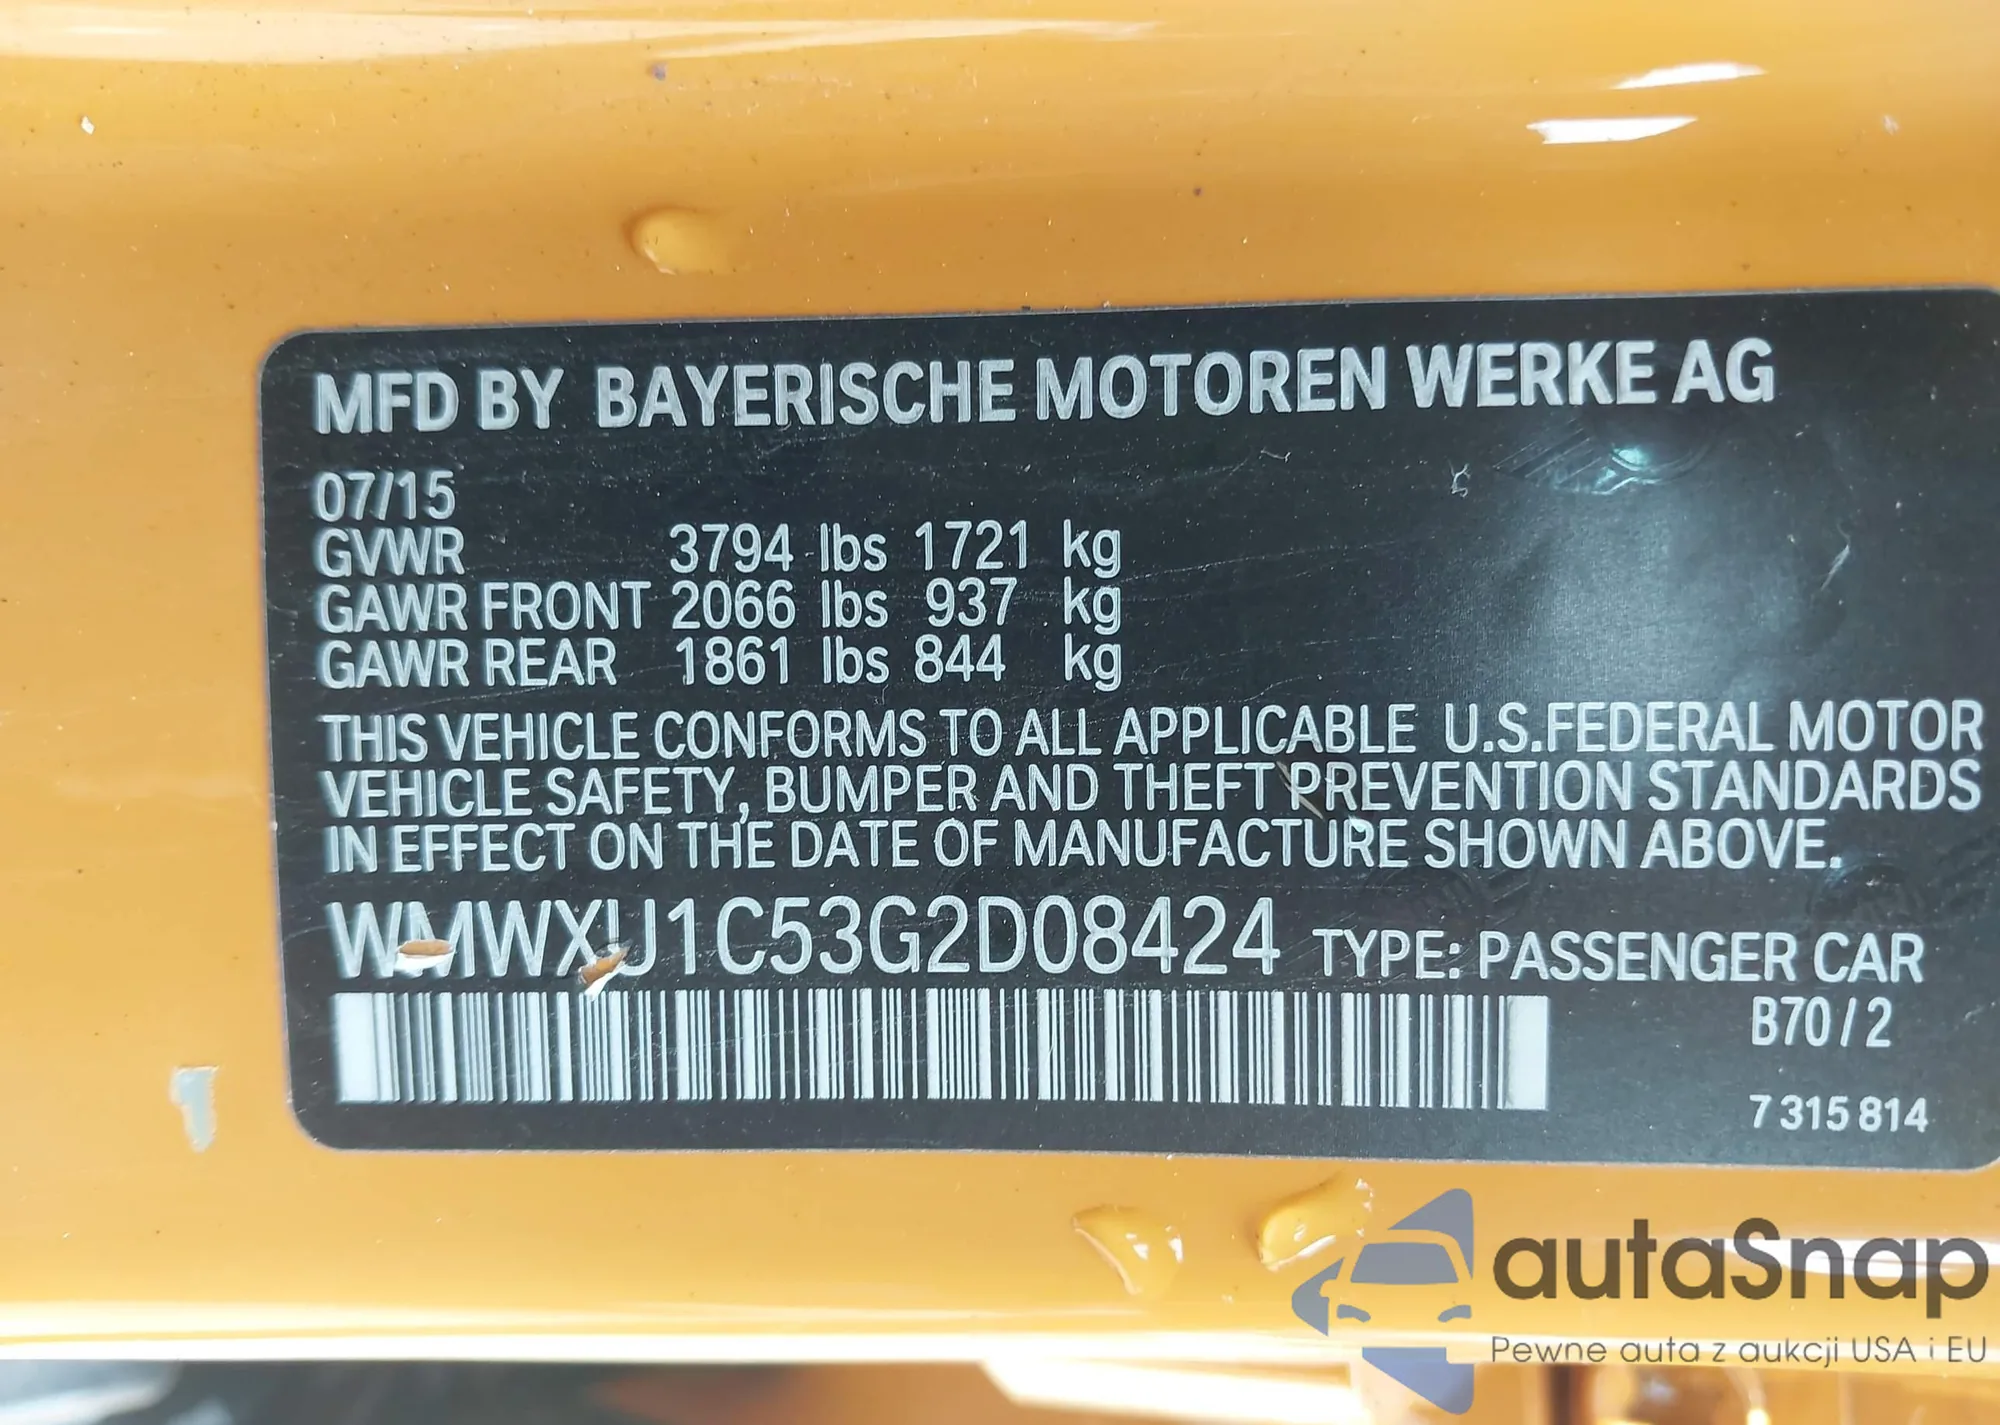 MFD BY BAYERISCHE MOTOREN WERKE AG
07/15
GVWR 3794 lbs 1721 kg
GAWR FRONT 2066 lbs 937 kg
GAWR REAR 1861 lbs 844 kg
THIS VEHICLE CONFORMS TO ALL APPLICABLE U.S.FEDERAL MOTOR
VEHICLE SAFETY, BUMPER AND THEFT PREVENTION STANDARDS
IN EFFECT ON THE DATE OF MANUFACTURE SHOWN ABOVE.
WMWXU1C53G2D08424 TYPE: PASSENGER CAR
B70/2
7 315 814
autaSnap
Pewne auta z aukcji USA i EU